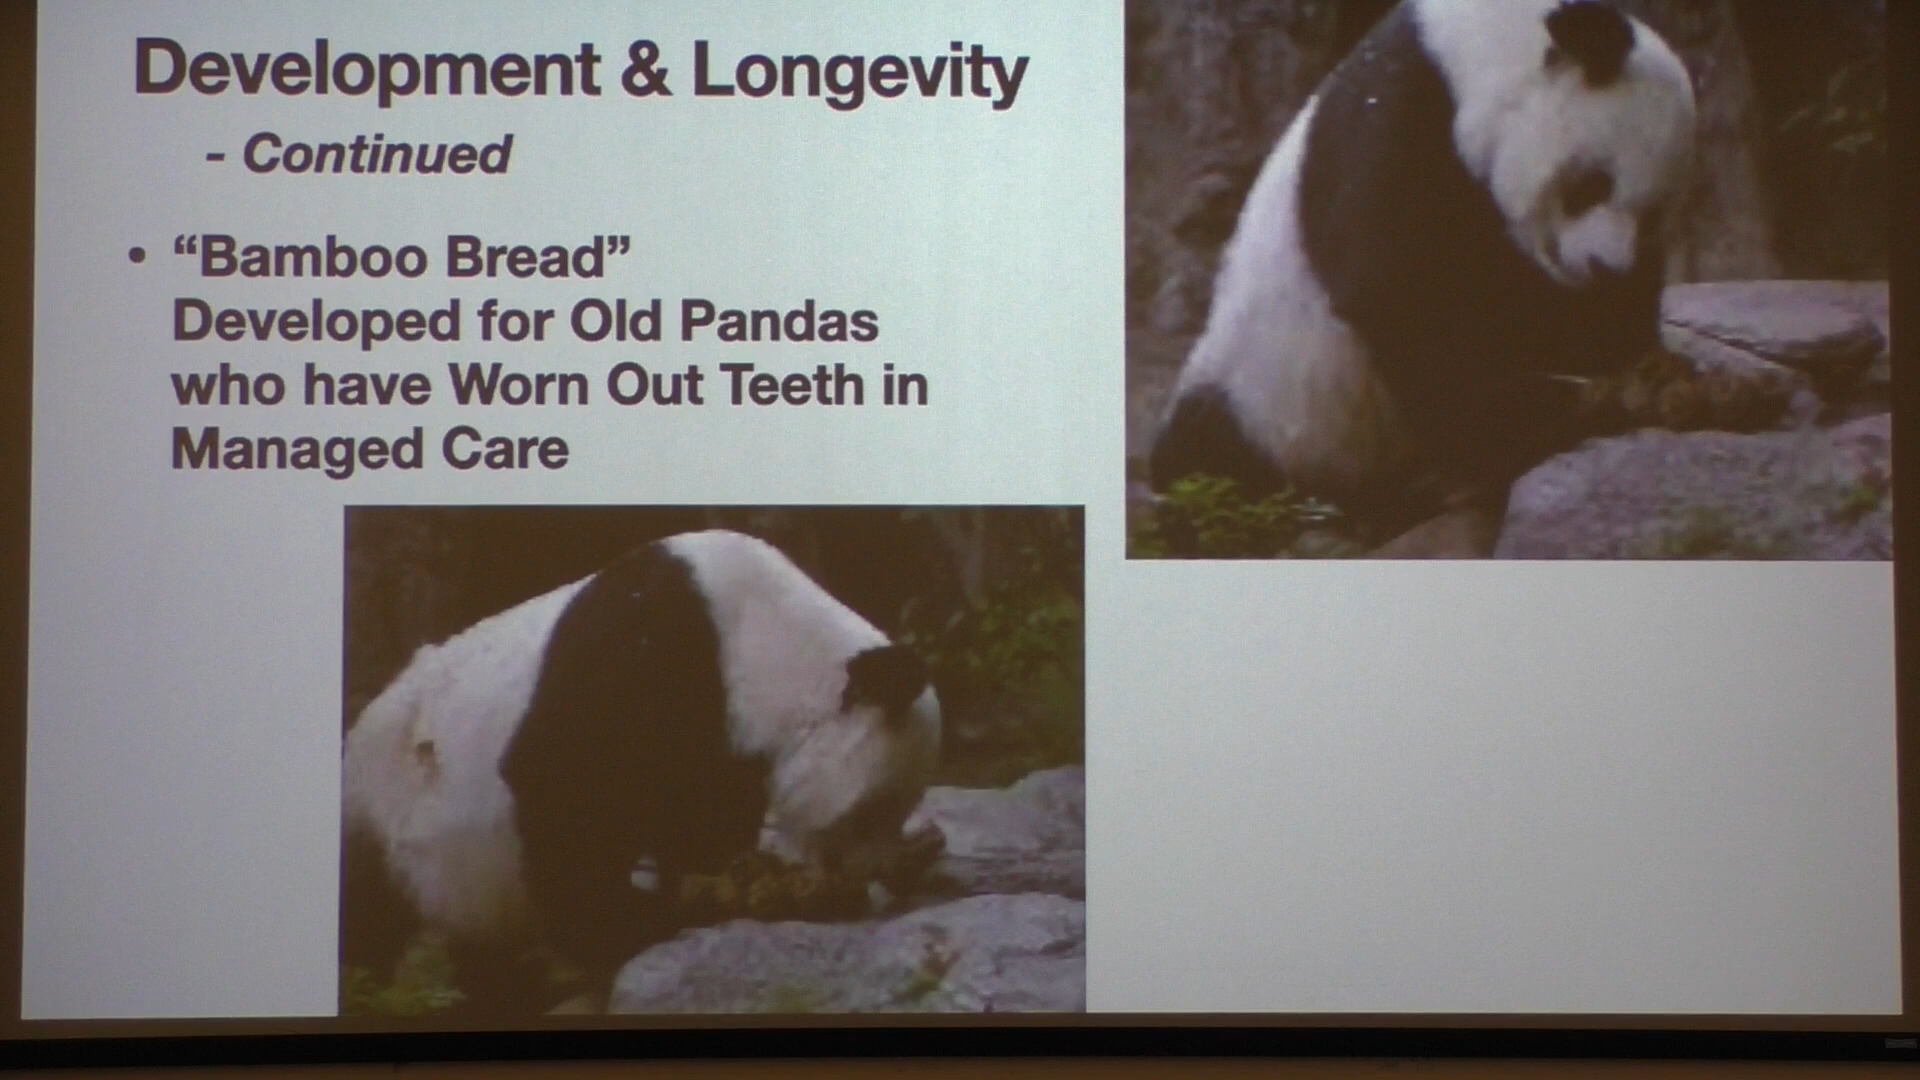 Development & Longevity
- Continued
• “Bamboo Bread”
Developed for Old Pandas
who have Worn Out Teeth in
Managed Care